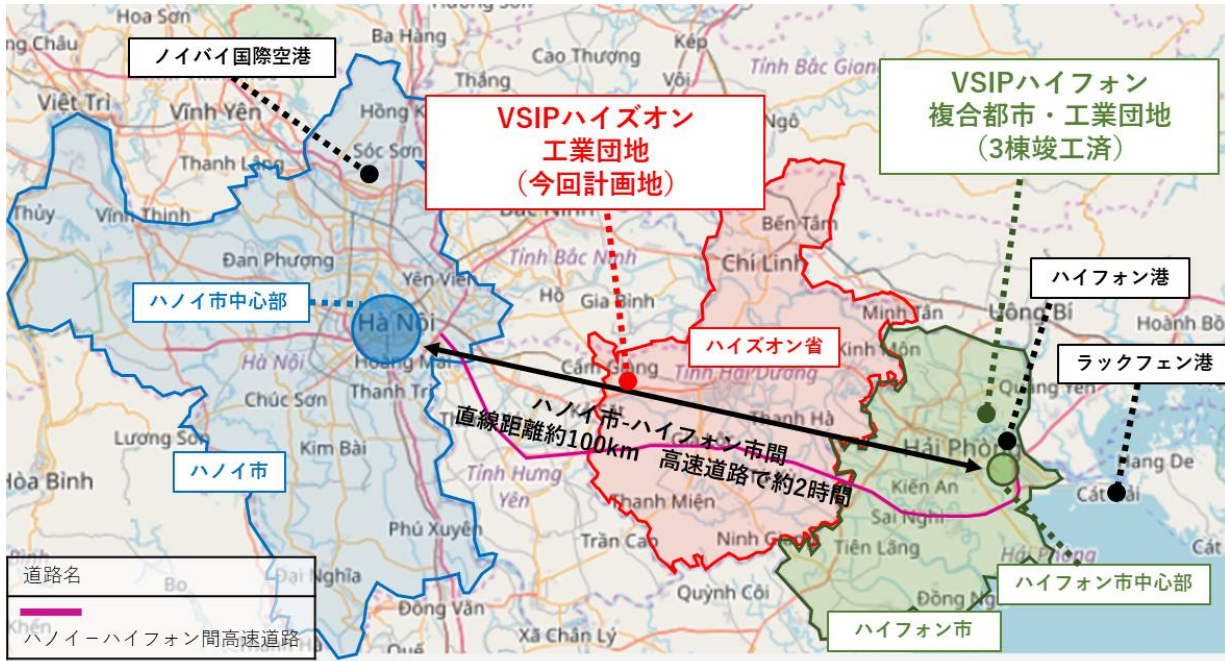 Hoa Sơn
Ba Hàng
Kép
Cao Thượng
Tỉnh Bắc Giang
ノイバイ国際空港
Thắng
Vôi
Việt Trì
Vĩnh Yên
Hồng K
Ngô
VSIPハイズオン
工業団地
（今回計画地）
VSIPハイフォン
複合都市・工業団地
（3棟竣工済）
Sóc Sơn
Thanh Lãng
Thủy
Vĩnh Thịnh
Bến Tắm
Đan Phượng
Yên Viên
Tỉnh Bắc Ninh
Chí Linh
ハイフォン港
ハノイ市中心部
Hồ
Gia Bình
Minh Tân
Uông Bí
Hoành Bồ
Hà Nội
ハイズオン省
Kinh Môn
Hà Nội
Hoàng Mai
Cẩm Giàng
Tỉnh Hải Dương
Quảng Yên
ラックフェン港
Chúc Sơn
Thanh Trì
Thanh Hà
ハノイ市-ハイフォン市間
直線距離約100km　高速道路で約2時間
Lương Sơn
Kim Bài
Hải Phòng
Hòa Bình
ハノイ市
Tỉnh Hưng
Yên
Kiến An
Cát Hải
Phú Xuyên
Thanh Miện
Trần Cao
Ninh Giang
Tiên Lãng
Hải Phòng
Cát
道路名
Bo
Đại Nghĩa
Quỳnh Côi
ハイフォン市中心部
ハノイ－ハイフォン間高速道路
Đồng Văn
Xã Chân Lý
ハイフォン市
Quế